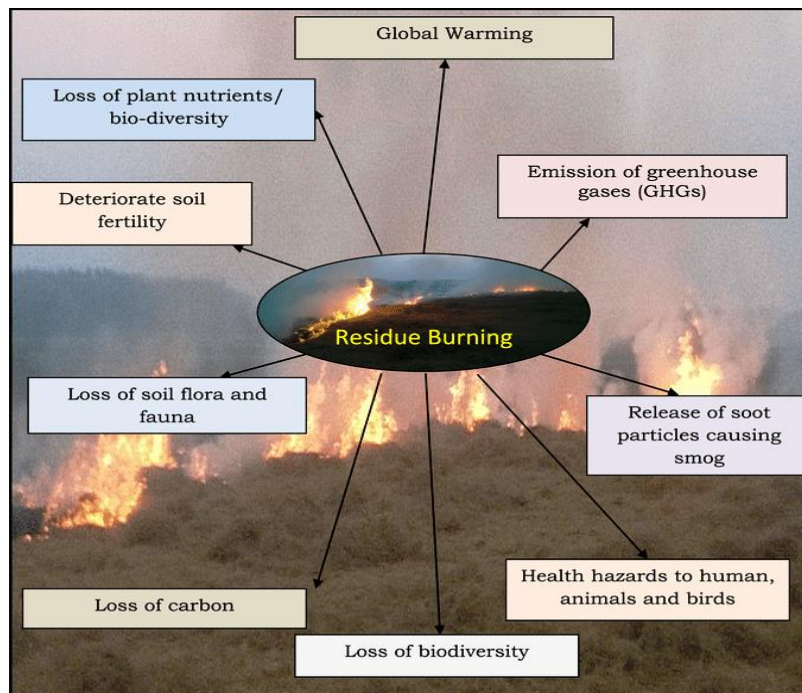 Global Warming
Loss of plant nutrients/
bio-diversity
Emission of greenhouse
gases (GHGs)
Deteriorate soil
fertility
Residue Burning
Loss of soil flora and
fauna
Release of soot
particles causing
smog
Health hazards to human,
animals and birds
Loss of carbon
Loss of biodiversity